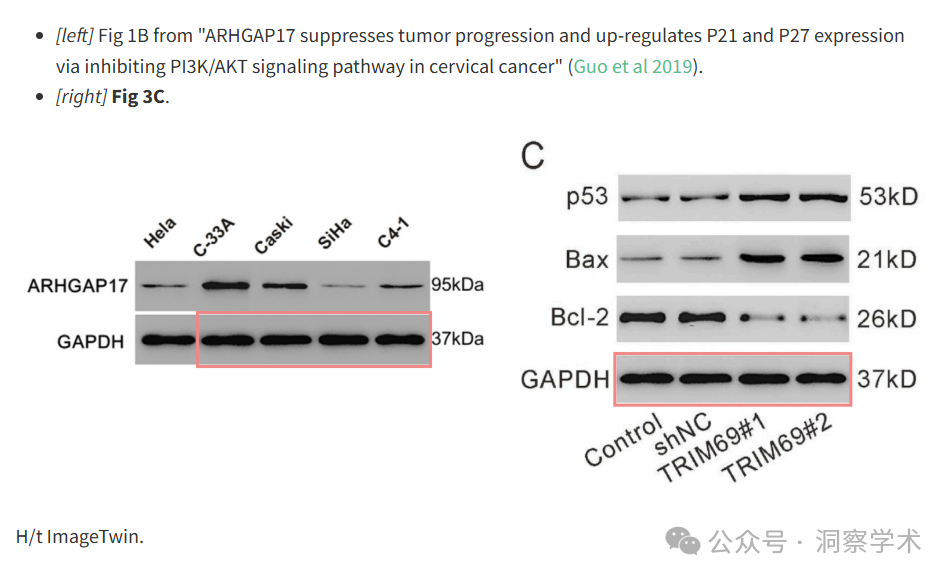 [left] Fig 1B from "ARHGAP17 suppresses tumor progression and up-regulates P21 and P27 expression
via inhibiting PI3K/AKT signaling pathway in cervical cancer" (Guo et al 2019).
[right] Fig 3C.
Hela
C-33A
Caski
SiHa
C4-1
ARHGAP17
95kDa
GAPDH
37kDa
C
p53
53kD
Bax
21kD
Bcl-2
26kD
GAPDH
37kD
Control
shNC
TRIM69#1
TRIM69#2
H/t ImageTwin.
公众号 · 洞察学术